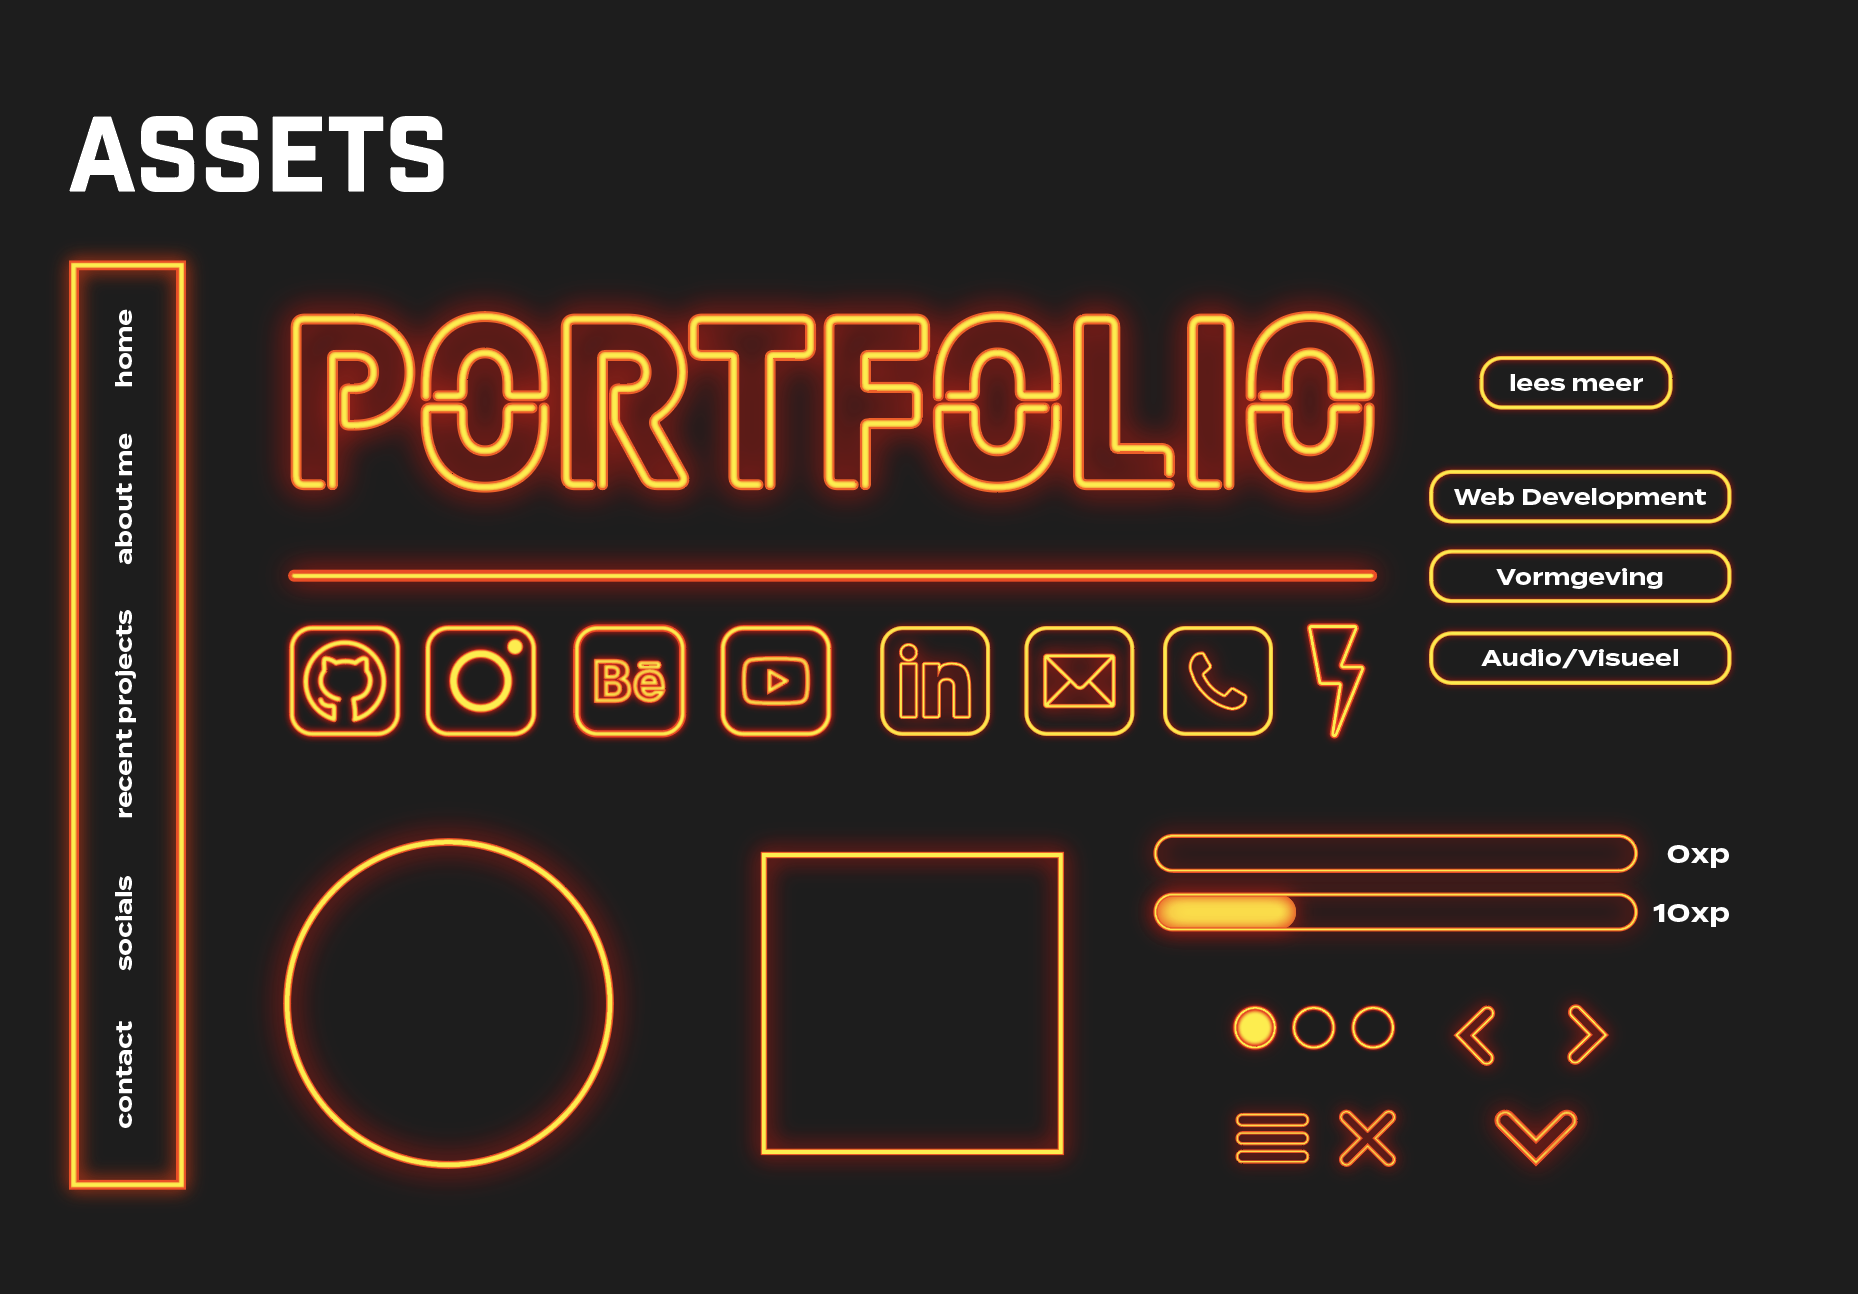 ASSETS
home
about me
recent projects
socials
contact
PORTFOLIO
lees meer
Web Development
Vormgeving
Audio/Visueel
Bē
in
0xp
10xp